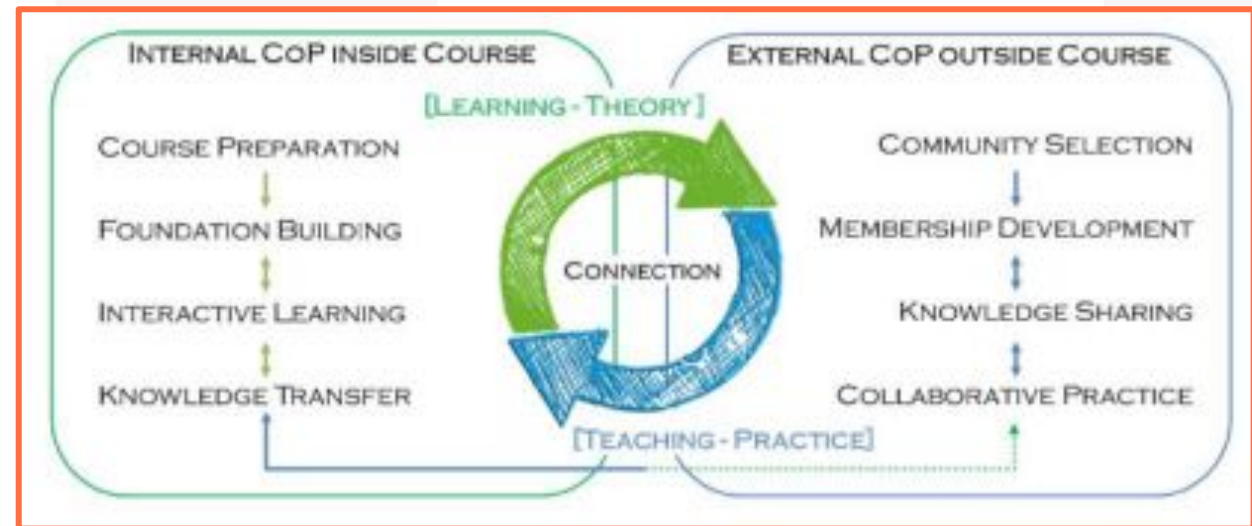 INTERNAL CoP INSIDE COURSE
[LEARNING - THEORY]
COURSE PREPARATION
FOUNDATION BUILDING
INTERACTIVE LEARNING
KNOWLEDGE TRANSFER
CONNECTION
EXTERNAL CoP OUTSIDE COURSE
COMMUNITY SELECTION
MEMBERSHIP DEVELOPMENT
KNOWLEDGE SHARING
COLLABORATIVE PRACTICE
[TEACHING - PRACTICE]